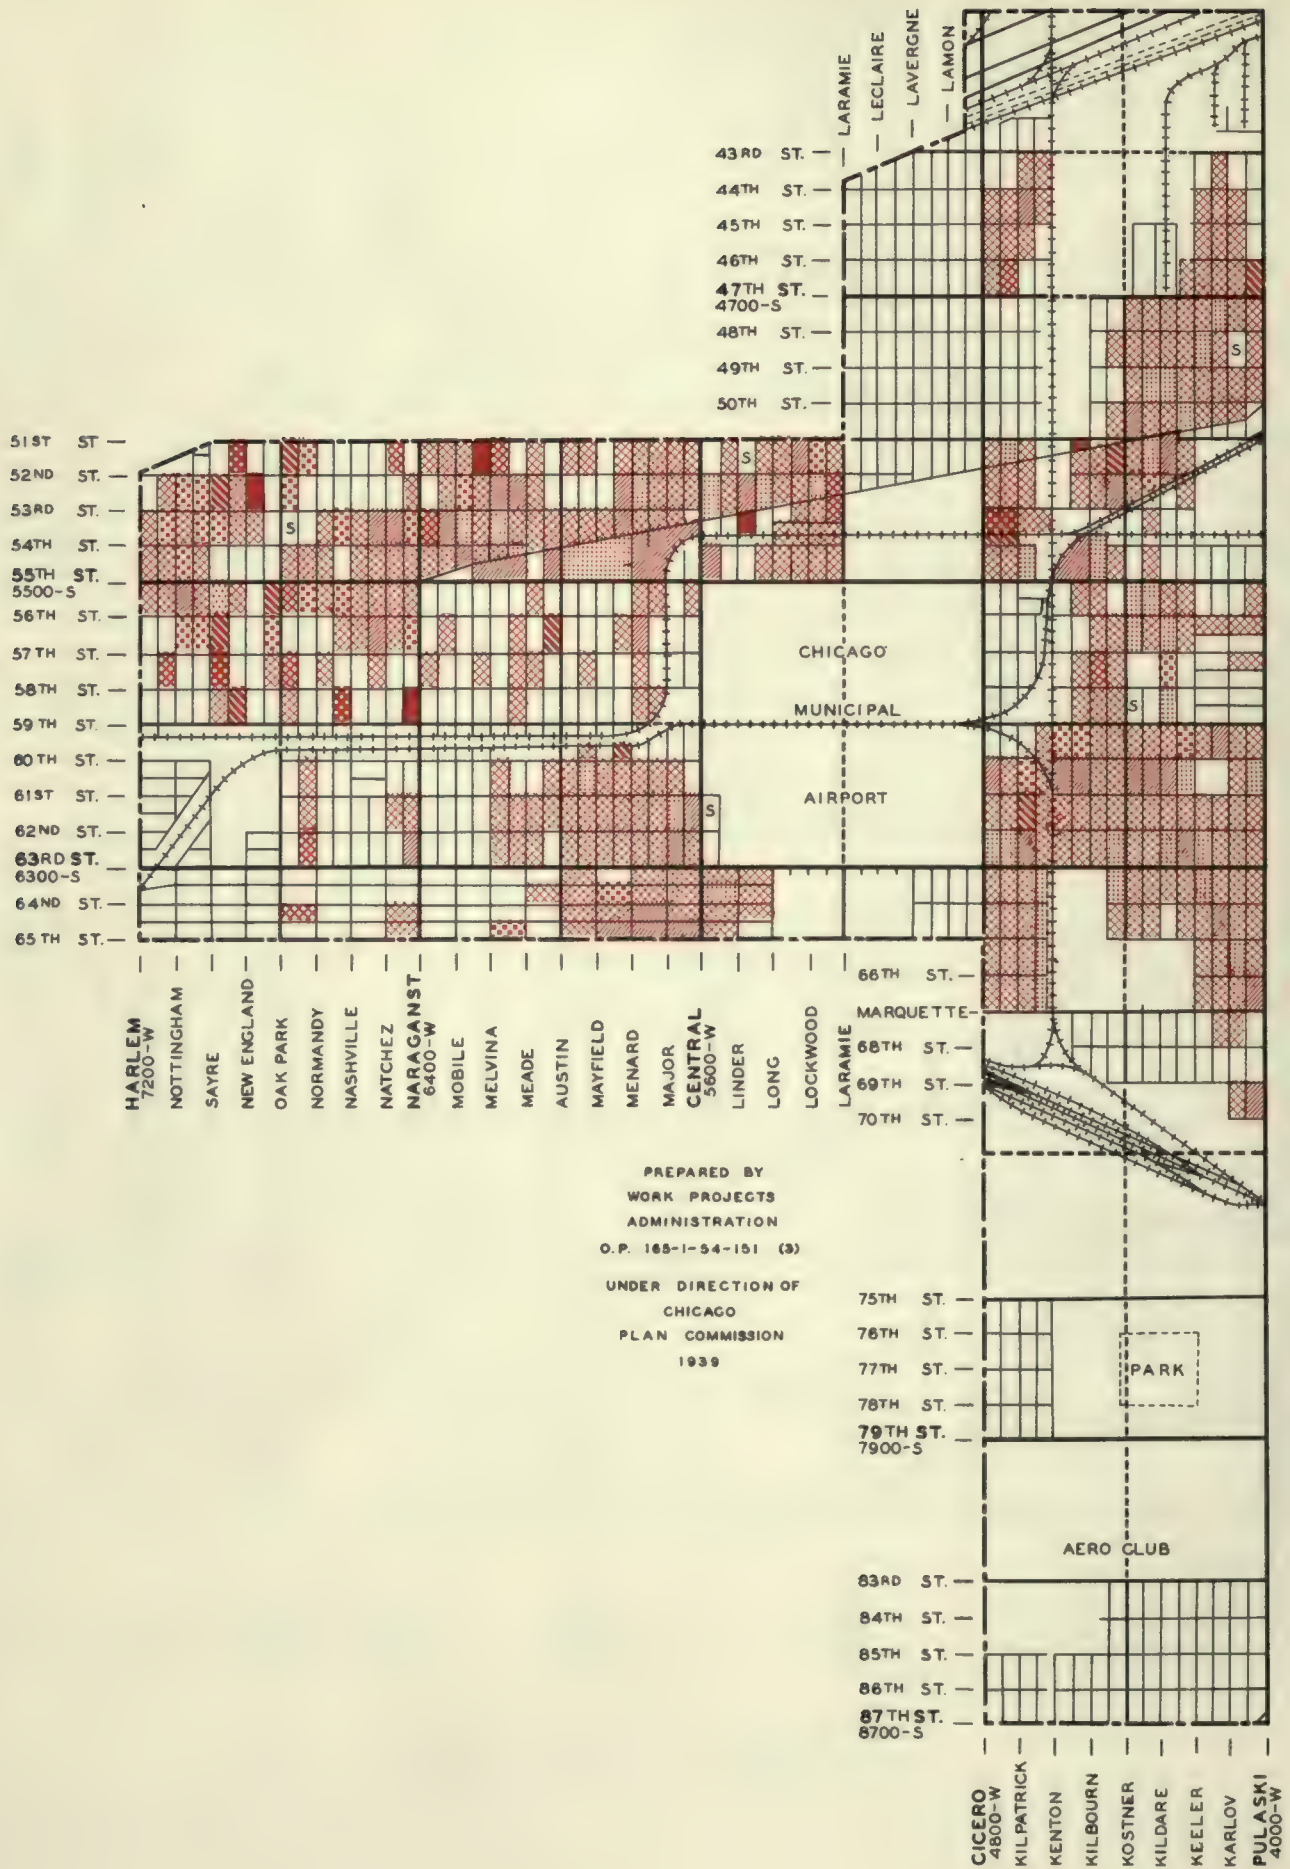 LARAMIE
LECLAIRE
LAVERGNE
LAMON
43RD ST.
44TH ST.
45TH ST.
46TH ST.
47TH ST.
4700-S
48TH ST.
49TH ST.
50TH ST.
S
51ST ST
52ND ST.
53RD ST.
54TH ST.
55TH ST.
5500-S
56TH ST.
57TH ST.
58TH ST.
59TH ST.
60TH ST.
61ST ST.
62ND ST.
63RD ST.
6300-S
64ND ST.
65TH ST.
S
S
S
S
CHICAGO
MUNICIPAL
AIRPORT
HARLEM
7200-W
NOTTINGHAM
SAYRE
NEW ENGLAND
OAK PARK
NORMANDY
NASHVILLE
NATCHEZ
NARAGANST
6400-W
MOBILE
MELVINA
MEADE
AUSTIN
MAYFIELD
MENARD
MAJOR
CENTRAL
5600-W
LINDER
LONG
LOCKWOOD
LARAMIE
66TH ST.
MARQUETTE
68TH ST.
69TH ST.
70TH ST.
PREPARED BY
WORK PROJECTS
ADMINISTRATION
O.P. 165-1-54-151 (3)
UNDER DIRECTION OF
CHICAGO
PLAN COMMISSION
1939
75TH ST.
76TH ST.
77TH ST.
78TH ST.
79TH ST.
7900-S
PARK
AERO CLUB
83RD ST.
84TH ST.
85TH ST.
86TH ST.
87TH ST.
8700-S
CICERO
4800-W
KILPATRICK
KENTON
KILBOURN
KOSTNER
KILDARE
KEELER
KARLOV
PULASKI
4000-W